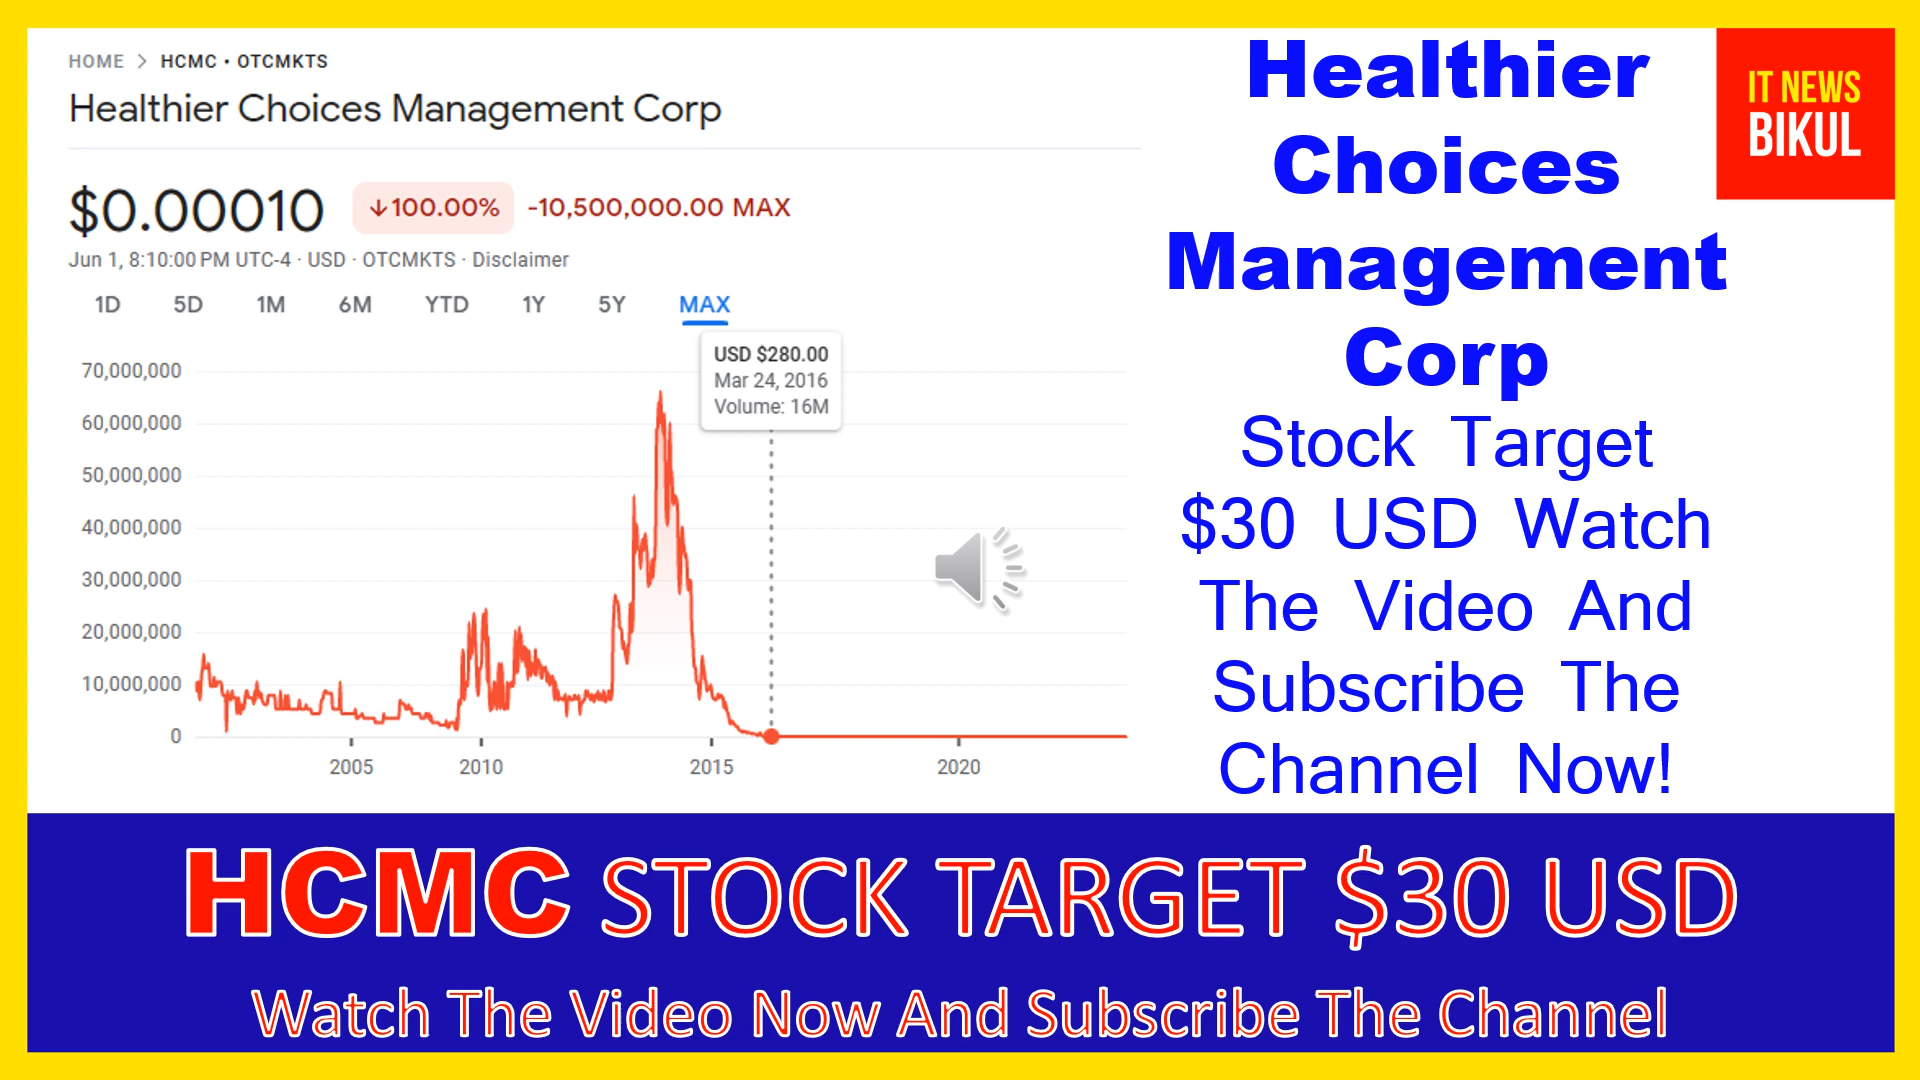 HOME > HCMC • OTCMKTS
Healthier Choices Management Corp
$0.00010 ↓100.00% -10,500,000.00 MAX
Jun 1, 8:10:00 PM UTC-4 · USD · OTCMKTS · Disclaimer
1D 5D 1M 6M YTD 1Y 5Y MAX
USD $280.00
Mar 24, 2016
Volume: 16M
70,000,000
60,000,000
50,000,000
40,000,000
30,000,000
20,000,000
10,000,000
0
2005 2010 2015 2020
Healthier
Choices
Management
Corp
Stock Target
$30 USD Watch
The Video And
Subscribe The
Channel Now!
IT NEWS
BIKUL
HCMC STOCK TARGET $30 USD
Watch The Video Now And Subscribe The Channel